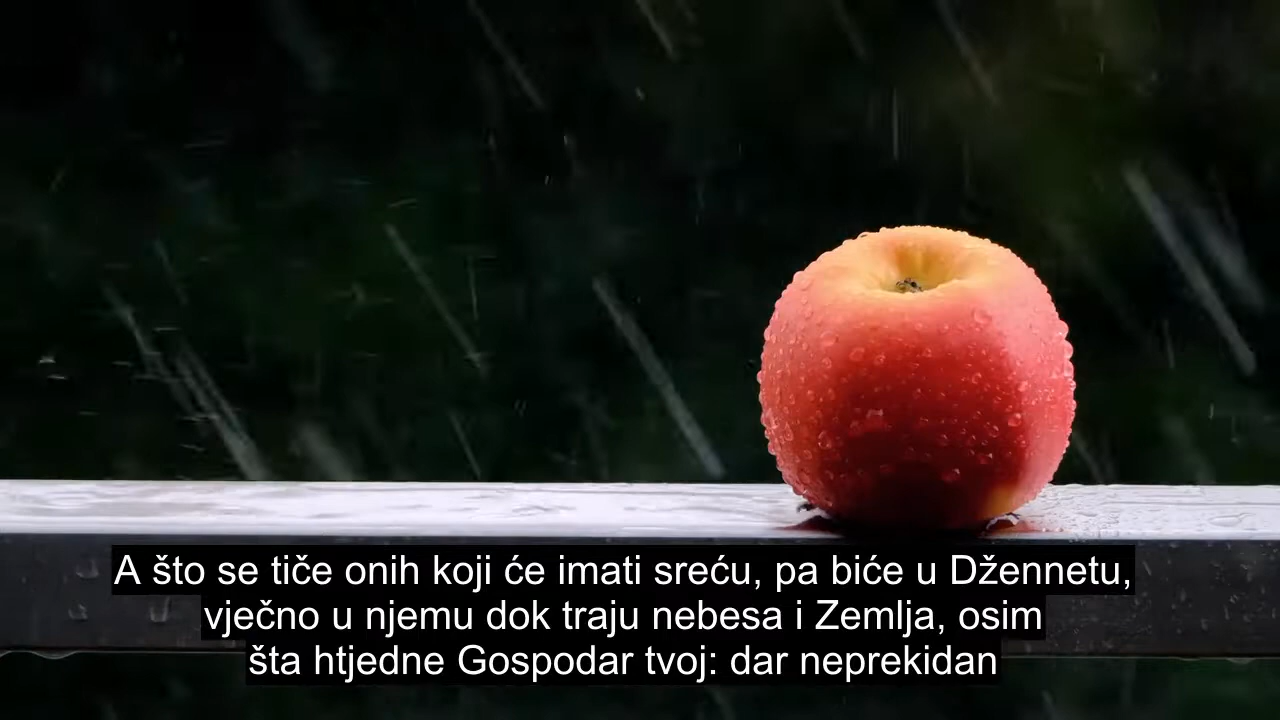 A što se tiče onih koji će imati sreću, pa biće u Džennetu,
vječno u njemu dok traju nebesa i Zemlja, osim
šta htjedne Gospodar tvoj: dar neprekidan